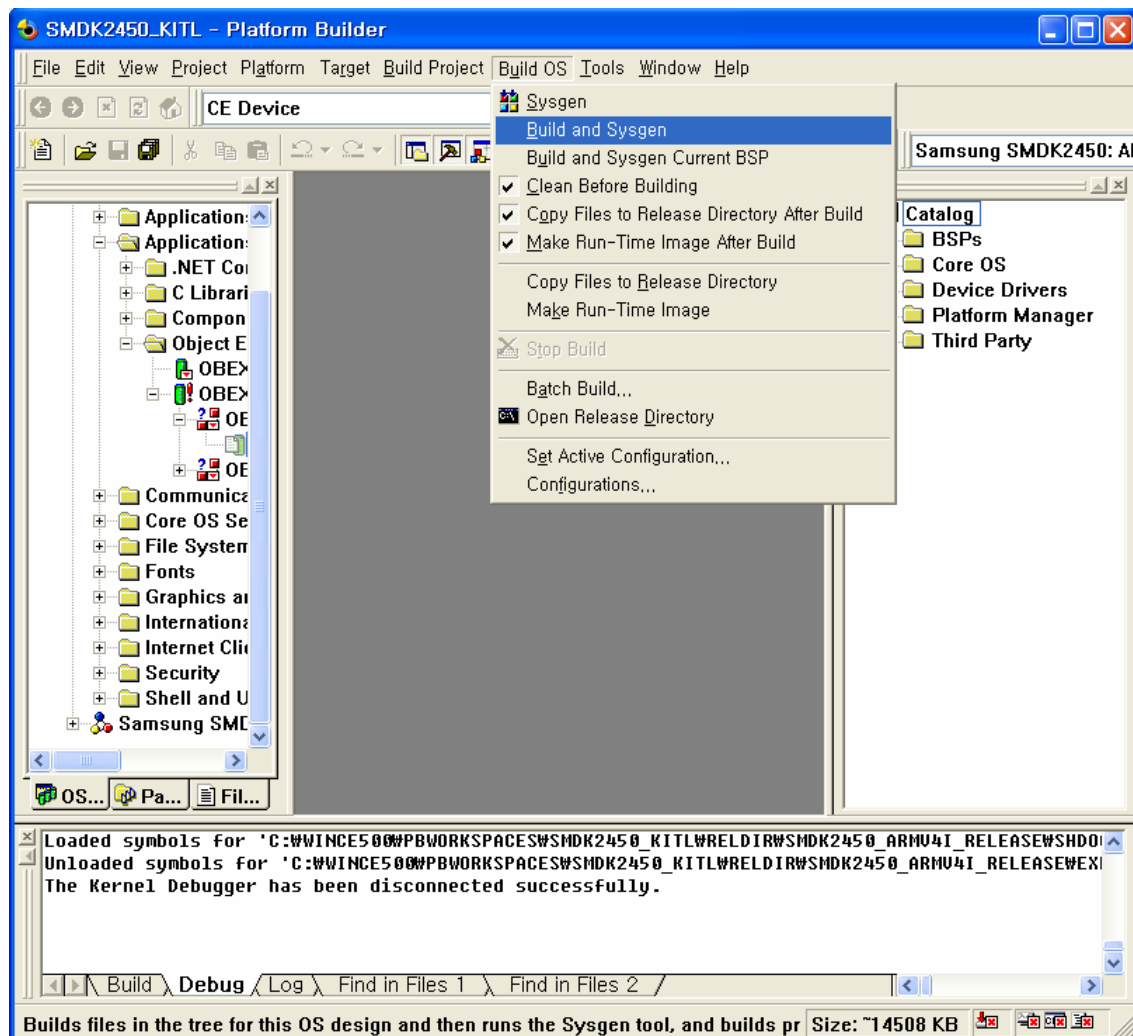 SMDK2450_KITL - Platform Builder
File Edit View Project Platform Target Build Project Build OS Tools Window Help
CE Device
Samsung SMDK2450: A
Sysgen
Build and Sysgen
Build and Sysgen Current BSP
Clean Before Building
Copy Files to Release Directory After Build
Make Run-Time Image After Build
Copy Files to Release Directory
Make Run-Time Image
Stop Build
Batch Build...
Open Release Directory
Set Active Configuration...
Configurations...
Application
Application
.NET Co
C Librari
Compon
Object E
OBEX
OBEX
OE
OE
Communica
Core OS Se
File System
Fonts
Graphics a
Internationa
Internet Cli
Security
Shell and U
Samsung SM
OS... Pa... Fil...
Catalog
BSPs
Core OS
Device Drivers
Platform Manager
Third Party
Loaded symbols for 'C:₩WINCE500₩PBWORKSPACES₩SMDK2450_KITL₩RELDIR₩SMDK2450_ARMV4I_RELEASE₩SHDO
Unloaded symbols for 'C:₩WINCE500₩PBWORKSPACES₩SMDK2450_KITL₩RELDIR₩SMDK2450_ARMV4I_RELEASE₩EX
The Kernel Debugger has been disconnected successfully.
Build Debug Log Find in Files 1 Find in Files 2
Builds files in the tree for this OS design and then runs the Sysgen tool, and builds pr Size: ~14508 KB